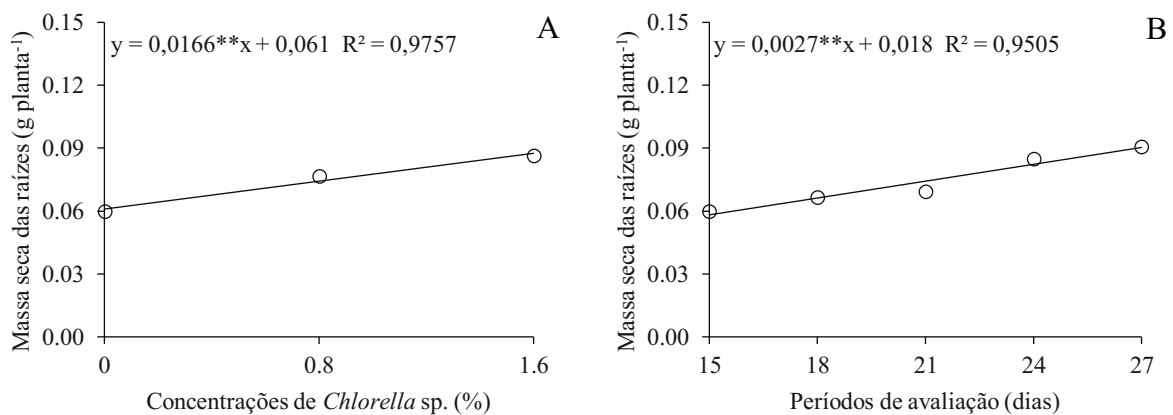 Massa seca das raízes (g planta⁻¹)
0.15
0.12
0.09
0.06
0.03
0.00
y = 0,0166**x + 0,061 R² = 0,9757
A
0
0.8
1.6
Concentrações de Chlorella sp. (%)
Massa seca das raízes (g planta⁻¹)
0.15
0.12
0.09
0.06
0.03
0.00
y = 0,0027**x + 0,018 R² = 0,9505
B
15
18
21
24
27
Períodos de avaliação (dias)